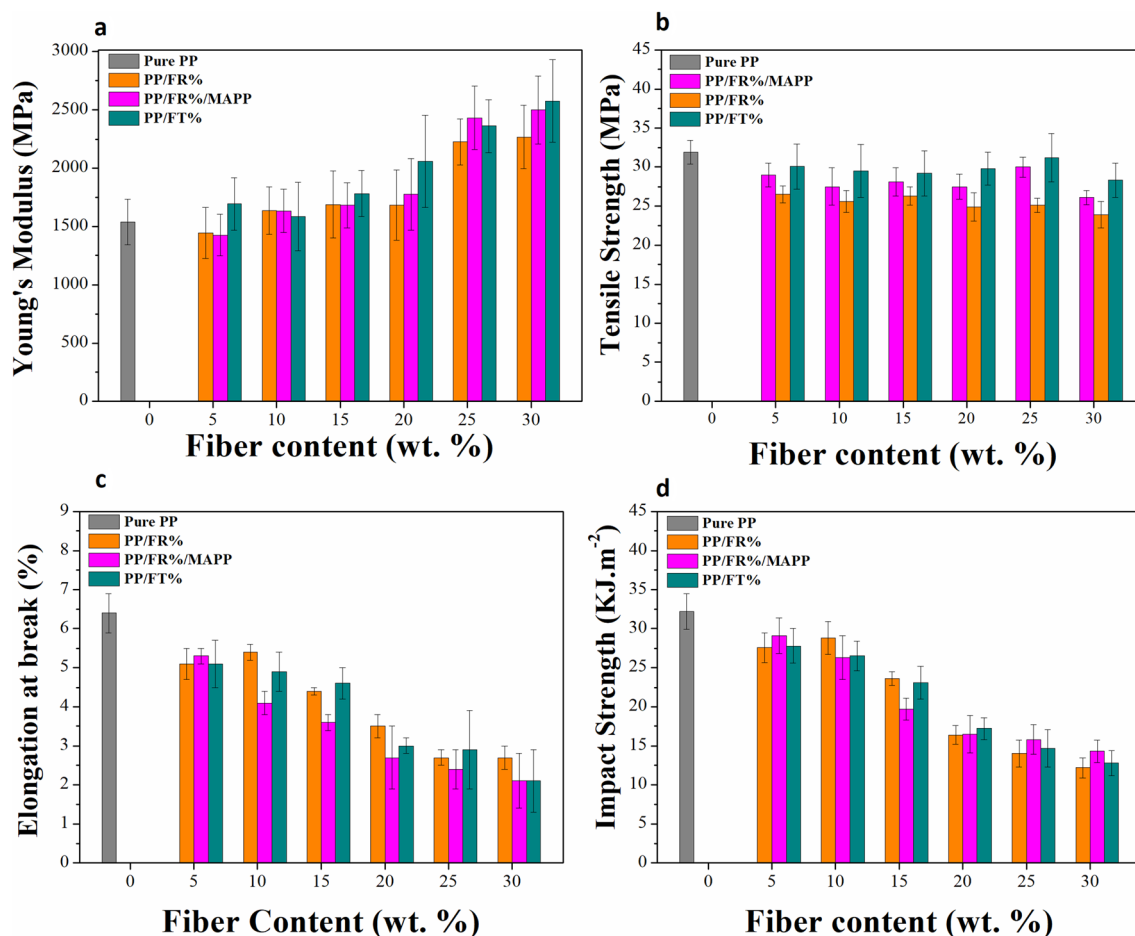 a
3000
2500
2000
1500
1000
500
0
Young's Modulus (MPa)
Pure PP
PP/FR%
PP/FR%/MAPP
PP/FT%
0 5 10 15 20 25 30
Fiber content (wt. %)
b
45
40
35
30
25
20
15
10
5
0
Tensile Strength (MPa)
Pure PP
PP/FR%/MAPP
PP/FR%
PP/FT%
0 5 10 15 20 25 30
Fiber content (wt. %)
c
9
8
7
6
5
4
3
2
1
0
Elongation at break (%)
Pure PP
PP/FR%
PP/FR%/MAPP
PP/FT%
0 5 10 15 20 25 30
Fiber Content (wt. %)
d
45
40
35
30
25
20
15
10
5
0
Impact Strength (KJ.m⁻²)
Pure PP
PP/FR%
PP/FR%/MAPP
PP/FT%
0 5 10 15 20 25 30
Fiber content (wt. %)